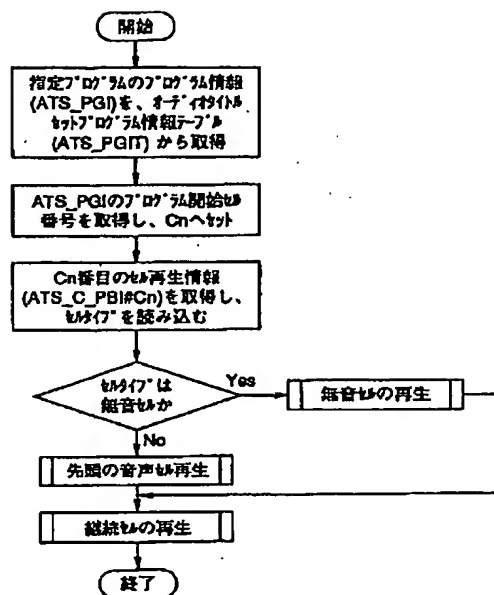 開始
指定プログラムのプログラム情報
(ATS_PGI)を、オーディオタイトル
セットプログラム情報テーブル
(ATS_PGIT) から取得
ATS_PGIのプログラム開始セル
番号を取得し、Cnへセット
Cn番目のセル再生情報
(ATS_C_PBI#Cn)を取得し、
セルタイプを読み込む
セルタイプは
無音セルか
Yes
無音セルの再生
No
先頭の音声セル再生
継続セルの再生
終了